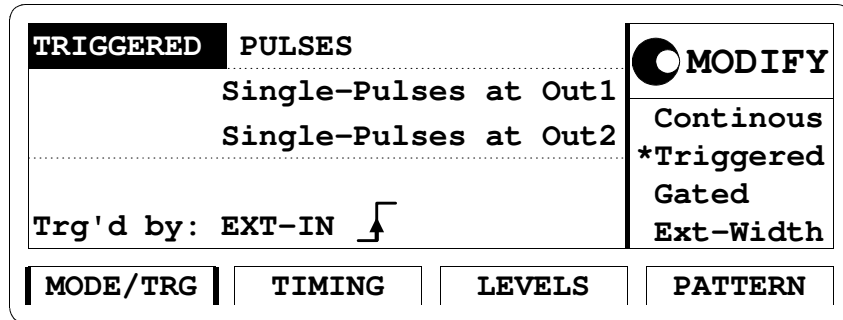 TRIGGERED PULSES
Single-Pulses at Out1
Single-Pulses at Out2
Trg'd by: EXT-IN
MODIFY
Continous
*Triggered
Gated
Ext-Width
MODE/TRG TIMING LEVELS PATTERN